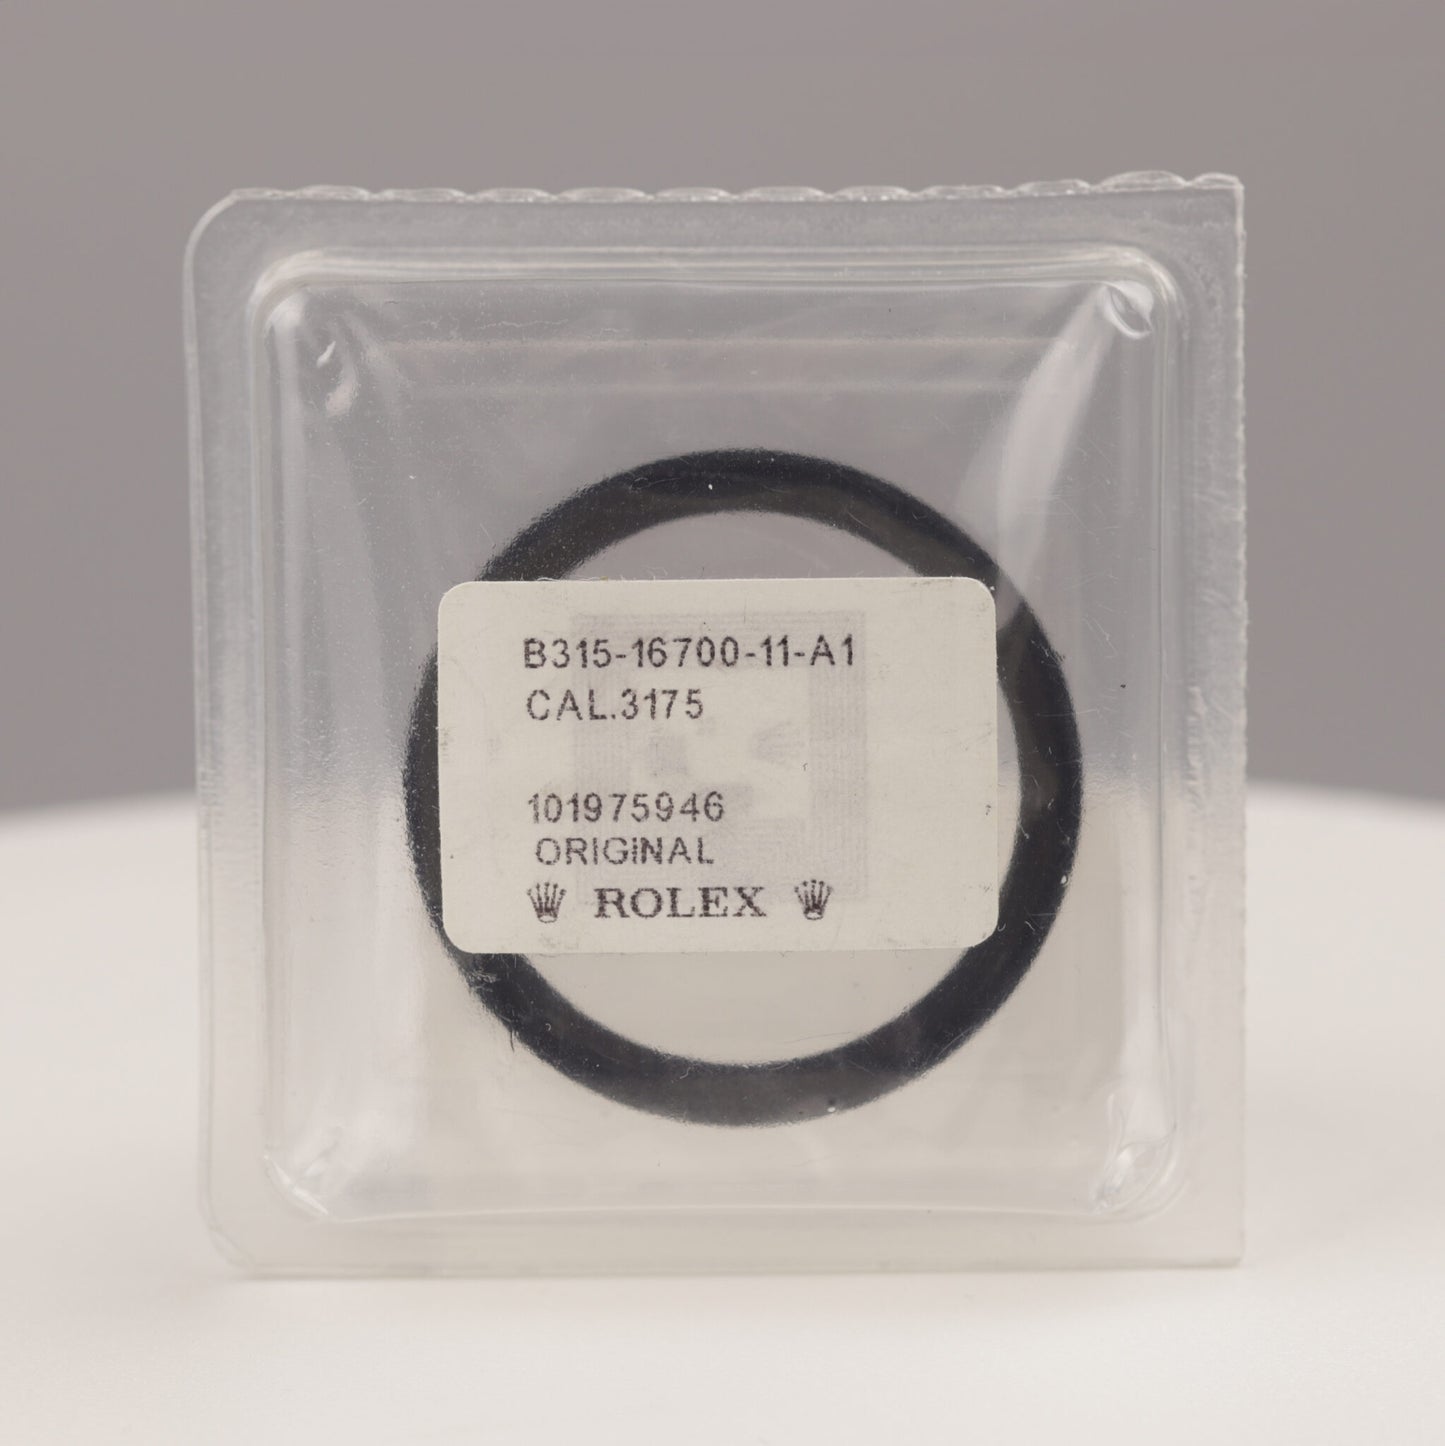 B315-16700-11-A1
CAL.3175
101975946
ORIGINAL
ROLEX